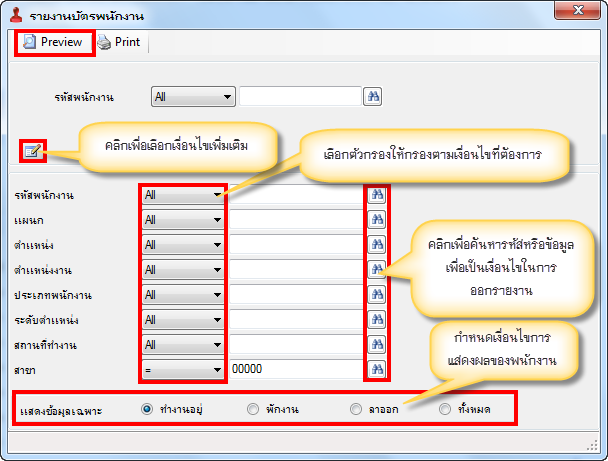 รายงานบัตรพนักงาน
Preview Print
รหัสพนักงาน All
คลิกเพื่อเลือกเงื่อนไขเพิ่มเติม
เลือกตัวกรองให้กรองตามเงื่อนไขที่ต้องการ
รหัสพนักงาน All
แผนก All
ตำแหน่ง All
ตำแหน่งงาน All
ประเภทพนักงาน All
ระดับตำแหน่ง All
สถานที่ทำงาน All
สาขา = 00000
คลิกเพื่อค้นหารหัสหรือข้อมูล
เพื่อเป็นเงื่อนไขในการ
ออกรายงาน
กำหนดเงื่อนไขการ
แสดงผลของพนักงาน
แสดงข้อมูลเฉพาะ ทำงานอยู่ พักงาน ลาออก ทั้งหมด